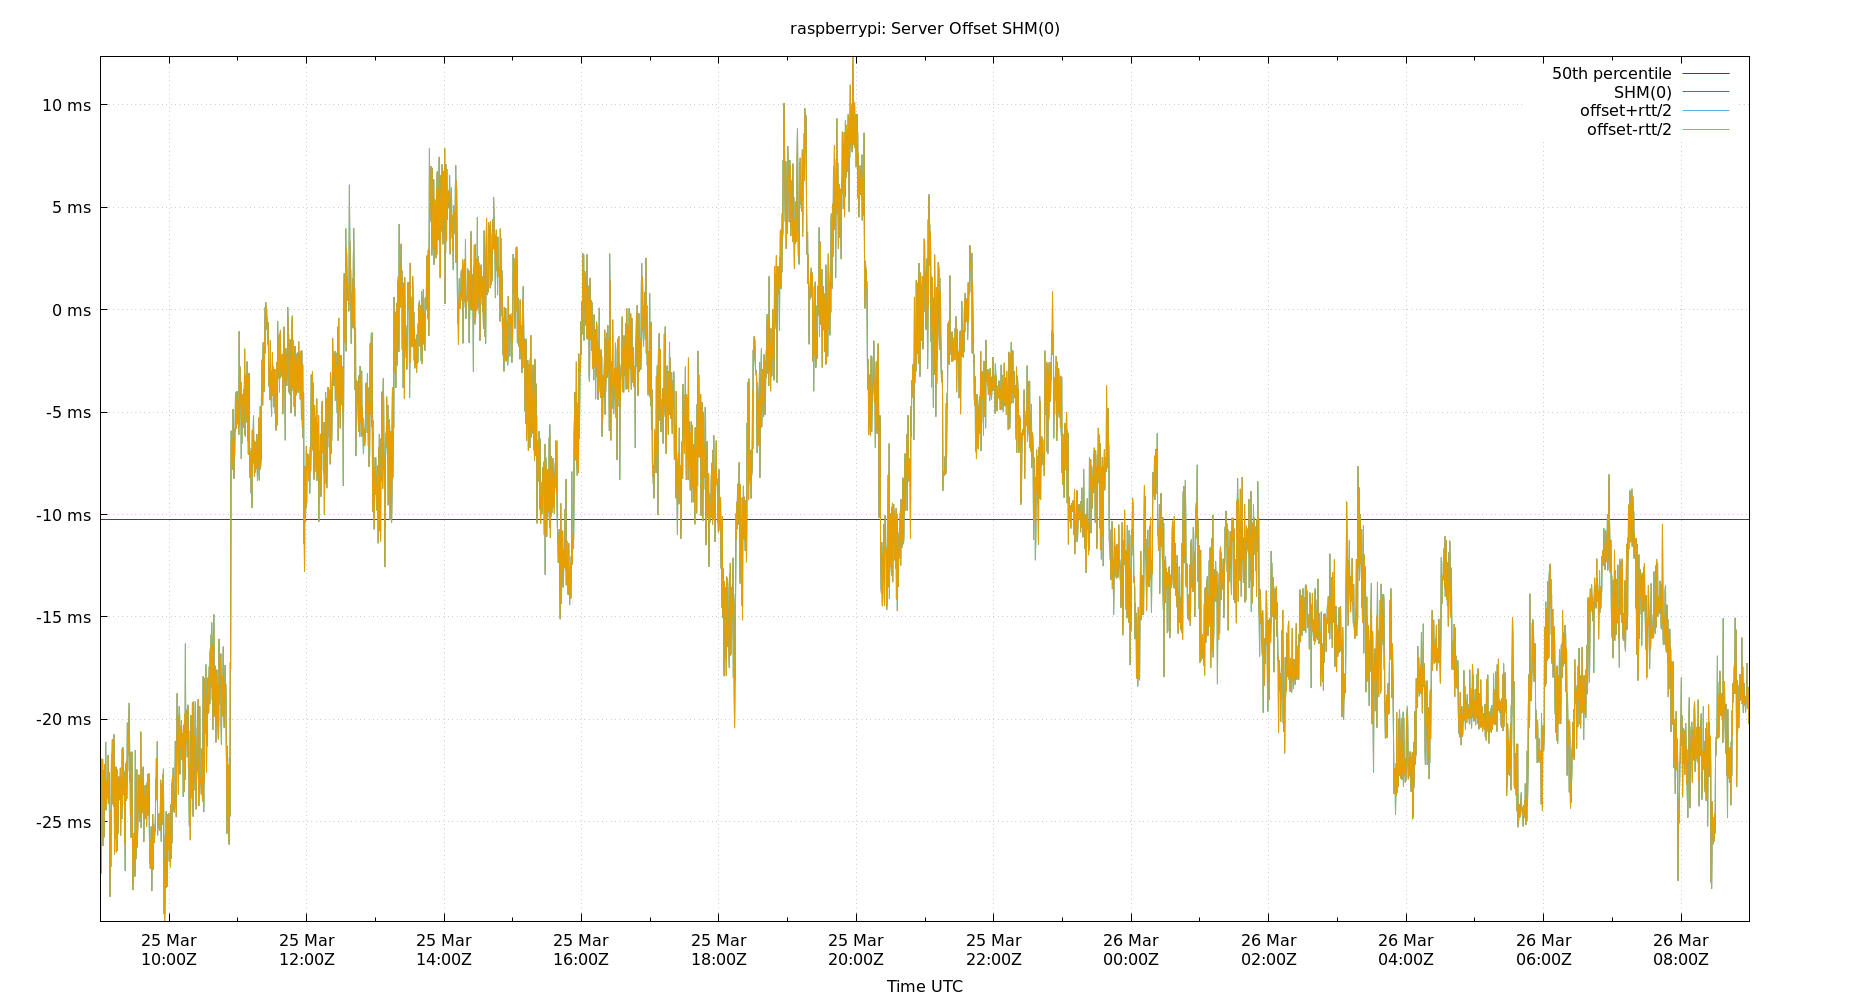 raspberrypi: Server Offset SHM(0)
50th percentile
SHM(0)
offset+rtt/2
offset-rtt/2
10 ms
5 ms
0 ms
-5 ms
-10 ms
-15 ms
-20 ms
-25 ms
25 Mar 25 Mar 25 Mar 25 Mar 25 Mar 25 Mar 25 Mar 26 Mar 26 Mar 26 Mar 26 Mar 26 Mar
10:00Z 12:00Z 14:00Z 16:00Z 18:00Z 20:00Z 22:00Z 00:00Z 02:00Z 04:00Z 06:00Z 08:00Z
Time UTC